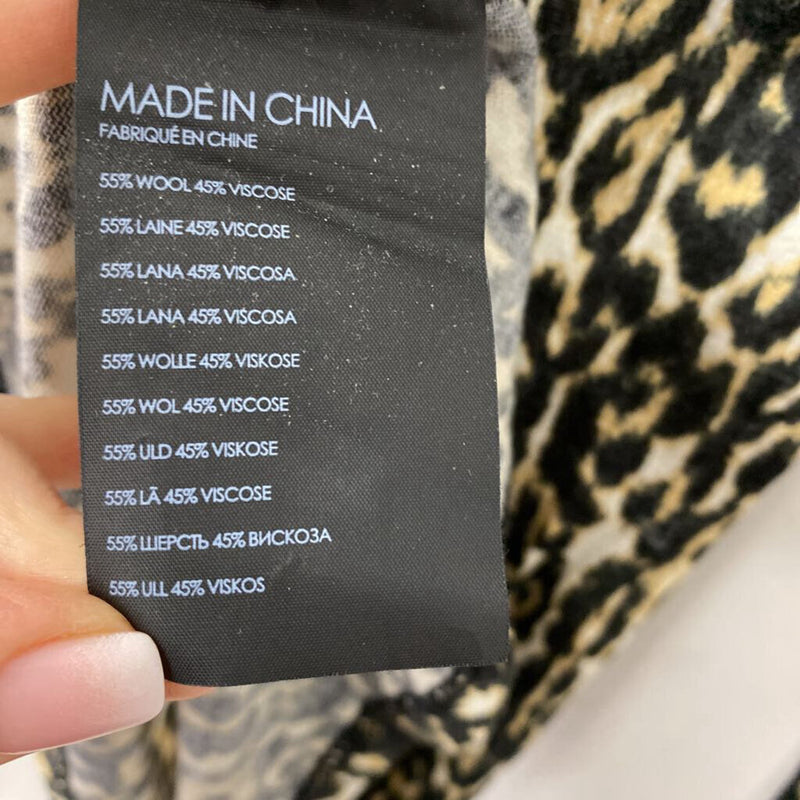 MADE IN CHINA
FABRIQUÉ EN CHINE
55% WOOL 45% VISCOSE
55% LAINE 45% VISCOSE
55% LANA 45% VISCOSA
55% LANA 45% VISCOSA
55% WOLLE 45% VISKOSE
55% WOL 45% VISCOSE
55% ULD 45% VISKOSE
55% LÃ 45% VISCOSE
55% ШЕРСТЬ 45% ВИСКОЗА
55% ULL 45% VISKOS